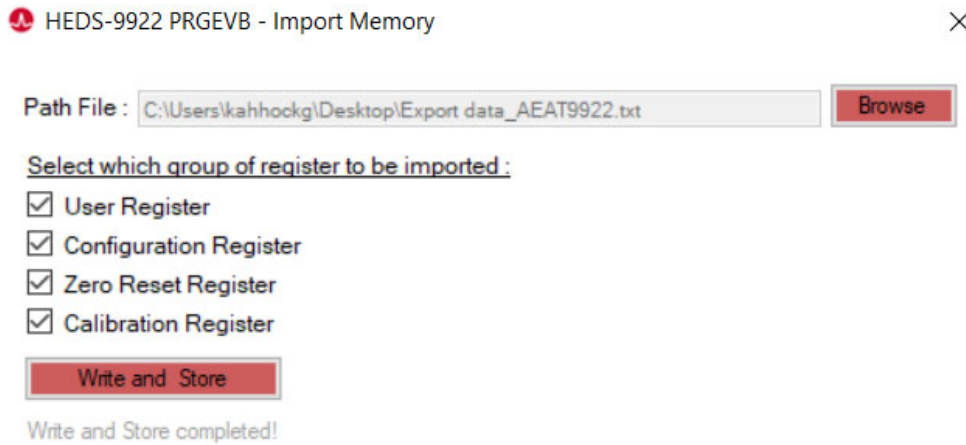 HEDS-9922 PRGEVB - Import Memory
Path File : C:\Users\kahhockg\Desktop\Export data_AEAT9922.txt Browse
Select which group of register to be imported :
User Register
Configuration Register
Zero Reset Register
Calibration Register
Write and Store
Write and Store completed!